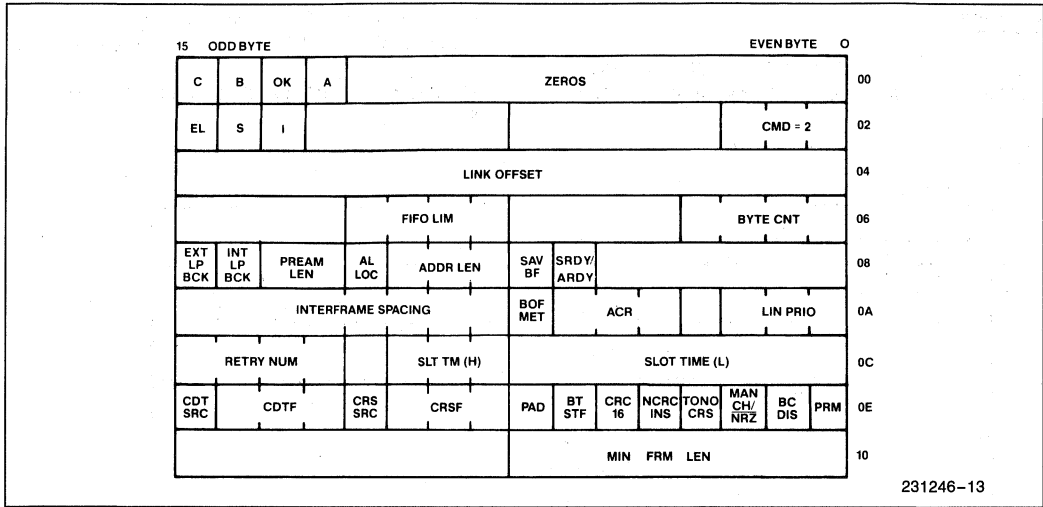 15 ODD BYTE EVEN BYTE O
C B OK A ZEROS 00
EL S I CMD = 2 02
LINK OFFSET 04
FIFO LIM BYTE CNT 06
EXT LP BCK INT LP BCK PREAM LEN AL LOC ADDR LEN SAV BF SRDY/ ARDY 08
INTERFRAME SPACING BOF MET ACR LIN PRIO 0A
RETRY NUM SLT TM (H) SLOT TIME (L) 0C
CDT SRC CDTF CRS SRC CRSF PAD BT STF CRC 16 NCRC INS TONO CRS MAN CH/ NRZ BC DIS PRM 0E
MIN FRM LEN 10
231246–13